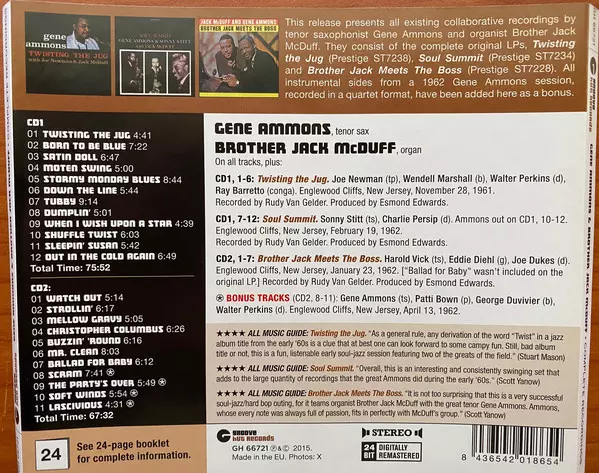 gene
ammons
TWISTING THE JUG
with Joe Newman & Jack McDuff
GENE AMMONS & SONNY STITT
JACK McDUFF AND GENE AMMONS
BROTHER JACK MEETS THE BOSS
This release presents all existing collaborative recordings by
tenor saxophonist Gene Ammons and organist Brother Jack
McDuff. They consist of the complete original LPs, Twisting
the Jug (Prestige ST7238), Soul Summit (Prestige ST7234)
and Brother Jack Meets The Boss (Prestige ST7228). All
instrumental sides from a 1962 Gene Ammons session,
recorded in a quartet format, have been added here as a bonus.
CD1
01 TWISTING THE JUG 4:41
02 BORN TO BE BLUE 7:22
03 SATIN DOLL 6:47
04 MOTEN SWING 5:00
05 STORMY MONDAY BLUES 8:44
06 DOWN THE LINE 5:44
07 TUBBY 9:14
08 DUMPLIN' 5:01
09 WHEN I WISH UPON A STAR 4:39
10 SHUFFLE TWIST 6:03
11 SLEEPIN' SUSAN 5:42
12 OUT IN THE COLD AGAIN 6:49
Total Time: 75:52
CD2:
01 WATCH OUT 5:14
02 STROLLIN' 6:17
03 MELLOW GRAVY 5:05
04 CHRISTOPHER COLUMBUS 6:26
05 BUZZIN' 'ROUND 6:16
06 MR. CLEAN 8:03
07 BALLAD FOR BABY 6:12
08 SCRAM 7:41 ⊛
09 THE PARTY'S OVER 5:49 ⊛
10 SOFT WINDS 5:54 ⊛
11 LASCIVIOUS 4:31 ⊛
Total Time: 67:32
24 See 24-page booklet
for complete information.
GENE AMMONS, tenor sax
BROTHER JACK McDUFF, organ
On all tracks, plus:
CD1, 1-6: Twisting the Jug. Joe Newman (tp), Wendell Marshall (b), Walter Perkins (d),
Ray Barretto (conga). Englewood Cliffs, New Jersey, November 28, 1961.
Recorded by Rudy Van Gelder. Produced by Esmond Edwards.
CD1, 7-12: Soul Summit. Sonny Stitt (ts), Charlie Persip (d). Ammons out on CD1, 10-12.
Englewood Cliffs, New Jersey, February 19, 1962.
Recorded by Rudy Van Gelder. Produced by Esmond Edwards.
CD2, 1-7: Brother Jack Meets The Boss. Harold Vick (ts), Eddie Diehl (g), Joe Dukes (d).
Englewood Cliffs, New Jersey, January 23, 1962. ["Ballad for Baby" wasn't included on
the original LP.] Recorded by Rudy Van Gelder. Produced by Esmond Edwards.
⊛ BONUS TRACKS (CD2, 8-11): Gene Ammons (ts), Patti Bown (p), George Duvivier (b),
Walter Perkins (d). Englewood Cliffs, New Jersey, April 13, 1962.
★★★★ ALL MUSIC GUIDE: Twisting the Jug. "As a general rule, any derivation of the word "Twist" in a jazz
album title from the early '60s is a clue that at best one can look forward to some campy fun. Still, bad
album title or not, this is a fun, listenable early soul-jazz session featuring two of the greats of the field." (Stuart Mason)
★★★★ ALL MUSIC GUIDE: Soul Summit. "Overall, this is an interesting and consistently swinging set that
adds to the large quantity of recordings that the great Ammons did during the early '60s." (Scott Yanow)
★★★★ ALL MUSIC GUIDE: Brother Jack Meets The Boss. "It is not too surprising that this is a very successful
soul-jazz/hard bop outing, for it teams organist Brother Jack McDuff with the great tenor Gene Ammons. Ammons,
whose every note was always full of passion, fits in perfectly with McDuff's group." (Scott Yanow)
Groove
Hut Records
GH 66721 ℗&© 2015.
Made in the EU. Photos: X
STEREO
24 BIT DIGITALLY REMASTERED
8 436542 018654